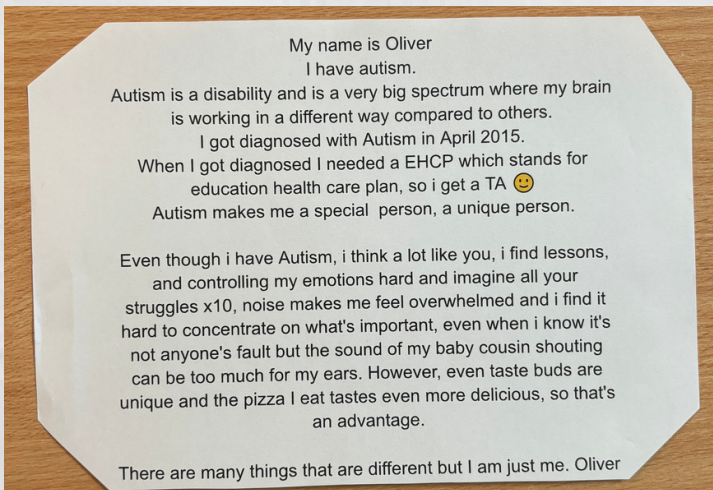 My name is Oliver
I have autism.
Autism is a disability and is a very big spectrum where my brain
is working in a different way compared to others.
I got diagnosed with Autism in April 2015.
When I got diagnosed I needed a EHCP which stands for
education health care plan, so i get a TA 🙂
Autism makes me a special  person, a unique person.

Even though i have Autism, i think a lot like you, i find lessons,
and controlling my emotions hard and imagine all your
struggles x10, noise makes me feel overwhelmed and i find it
hard to concentrate on what's important, even when i know it's
not anyone's fault but the sound of my baby cousin shouting
can be too much for my ears. However, even taste buds are
unique and the pizza I eat tastes even more delicious, so that's
an advantage.

There are many things that are different but I am just me. Oliver